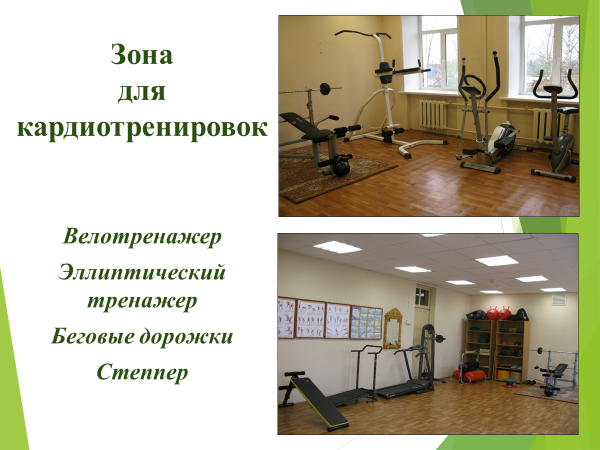 Зона
для
кардиотренировок
Велотренажер
Эллиптический
тренажер
Беговые дорожки
Степпер